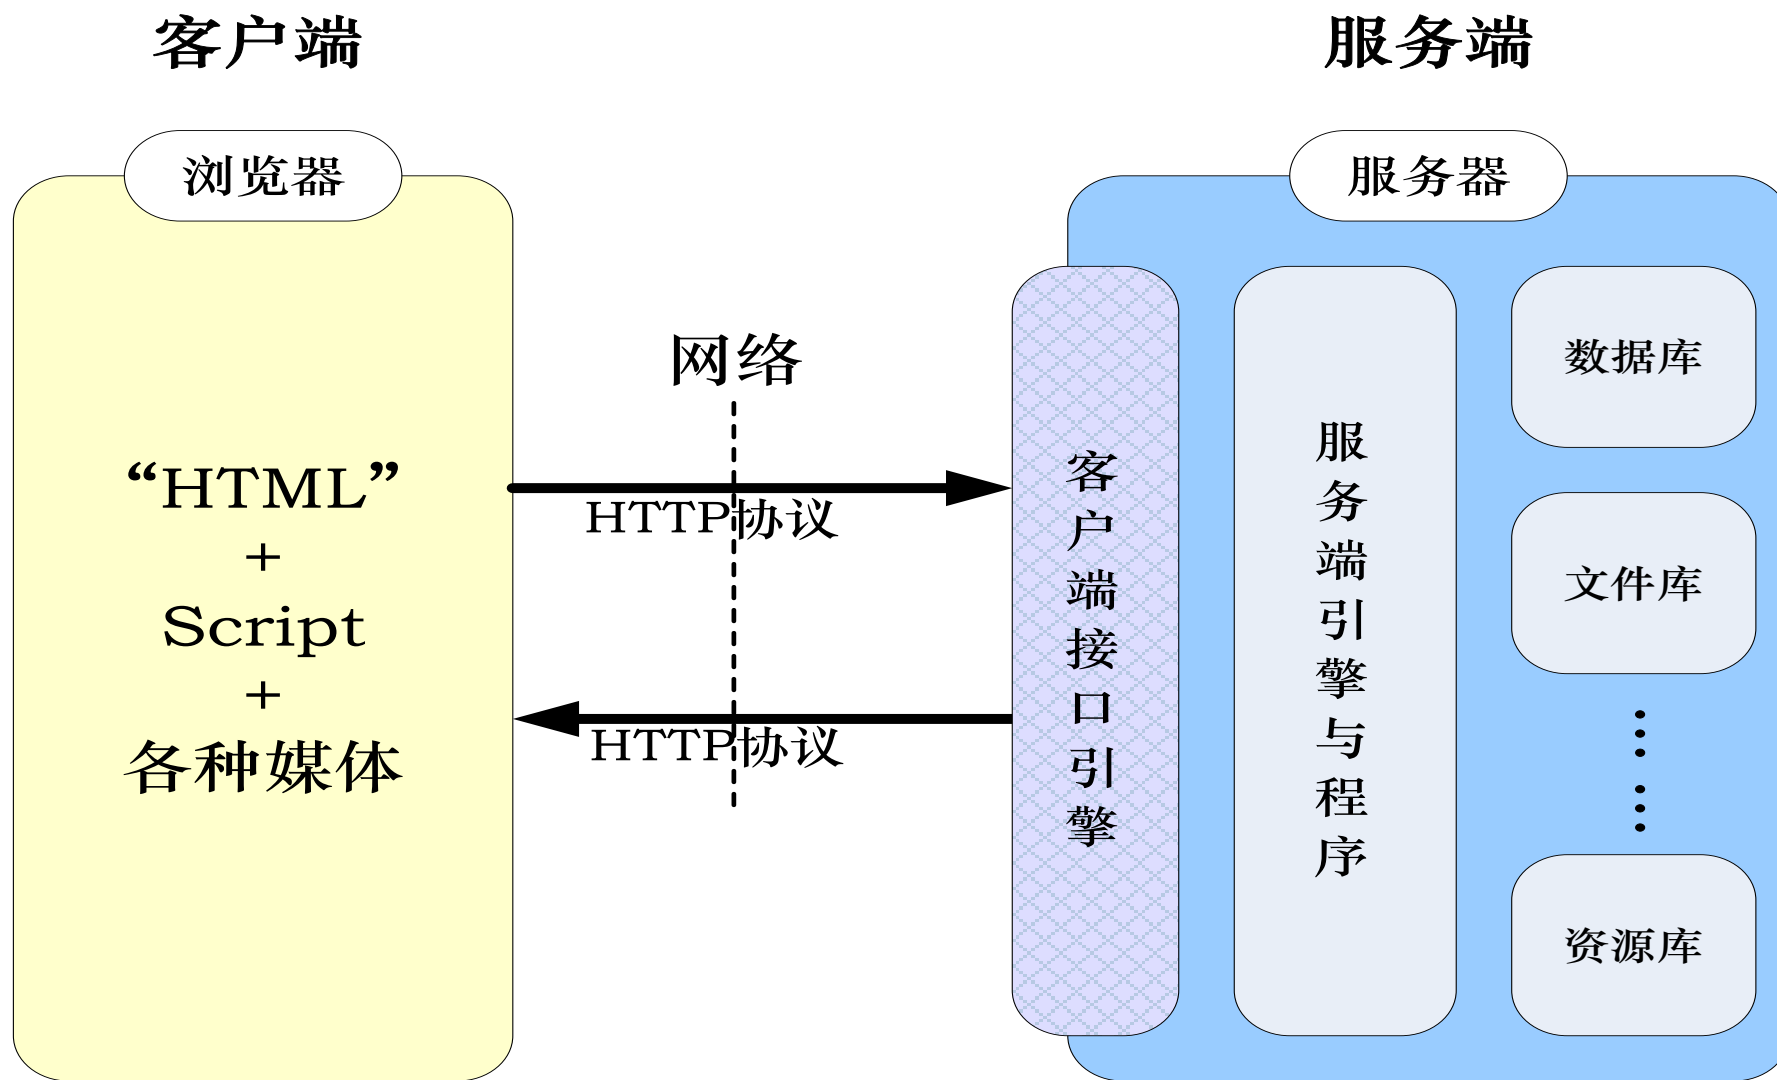 客户端
服务端
浏览器
服务器
“HTML”
+
Script
+
各种媒体
网络
HTTP协议
HTTP协议
客户端接口引擎
服务端引擎与程序
数据库
文件库
……
资源库